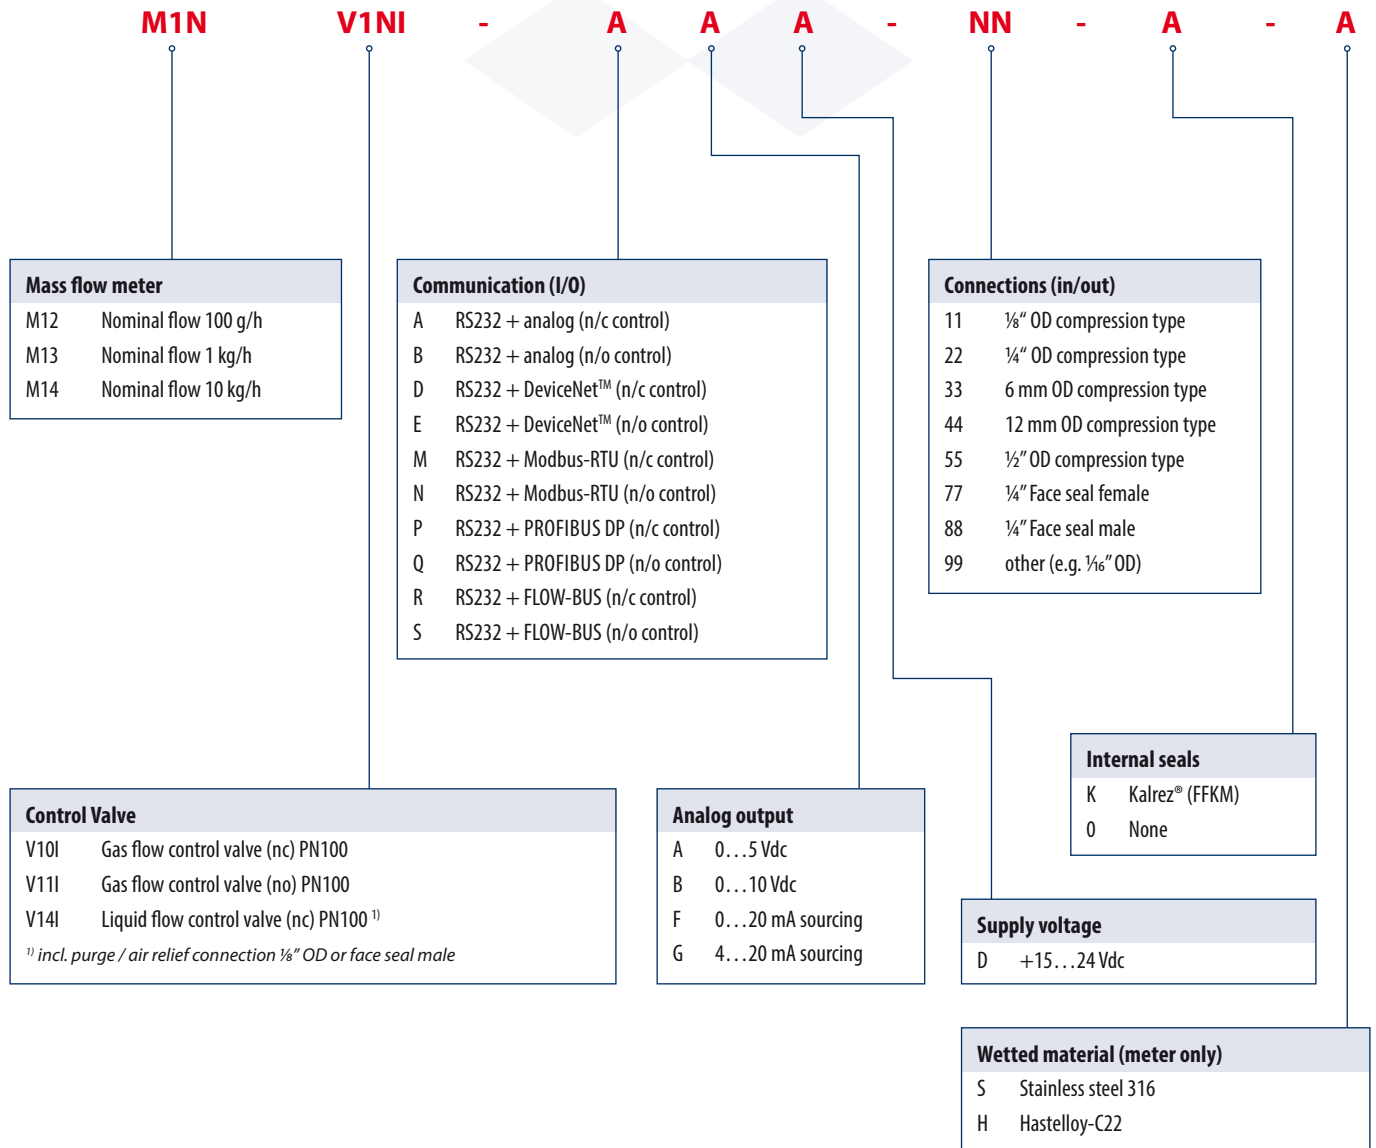 M1N V1NI - A A A - NN - A - A
Mass flow meter
M12 Nominal flow 100 g/h
M13 Nominal flow 1 kg/h
M14 Nominal flow 10 kg/h
Communication (I/O)
A RS232 + analog (n/c control)
B RS232 + analog (n/o control)
D RS232 + DeviceNet™ (n/c control)
E RS232 + DeviceNet™ (n/o control)
M RS232 + Modbus-RTU (n/c control)
N RS232 + Modbus-RTU (n/o control)
P RS232 + PROFIBUS DP (n/c control)
Q RS232 + PROFIBUS DP (n/o control)
R RS232 + FLOW-BUS (n/c control)
S RS232 + FLOW-BUS (n/o control)
Connections (in/out)
11 ⅛“ OD compression type
22 ¼“ OD compression type
33 6 mm OD compression type
44 12 mm OD compression type
55 ½” OD compression type
77 ¼” Face seal female
88 ¼” Face seal male
99 other (e.g. 1⁄16” OD)
Control Valve
V10I Gas flow control valve (nc) PN100
V11I Gas flow control valve (no) PN100
V14I Liquid flow control valve (nc) PN100 ¹⁾
¹⁾ incl. purge / air relief connection ⅛” OD or face seal male
Analog output
A 0…5 Vdc
B 0…10 Vdc
F 0…20 mA sourcing
G 4…20 mA sourcing
Internal seals
K Kalrez® (FFKM)
0 None
Supply voltage
D +15…24 Vdc
Wetted material (meter only)
S Stainless steel 316
H Hastelloy-C22